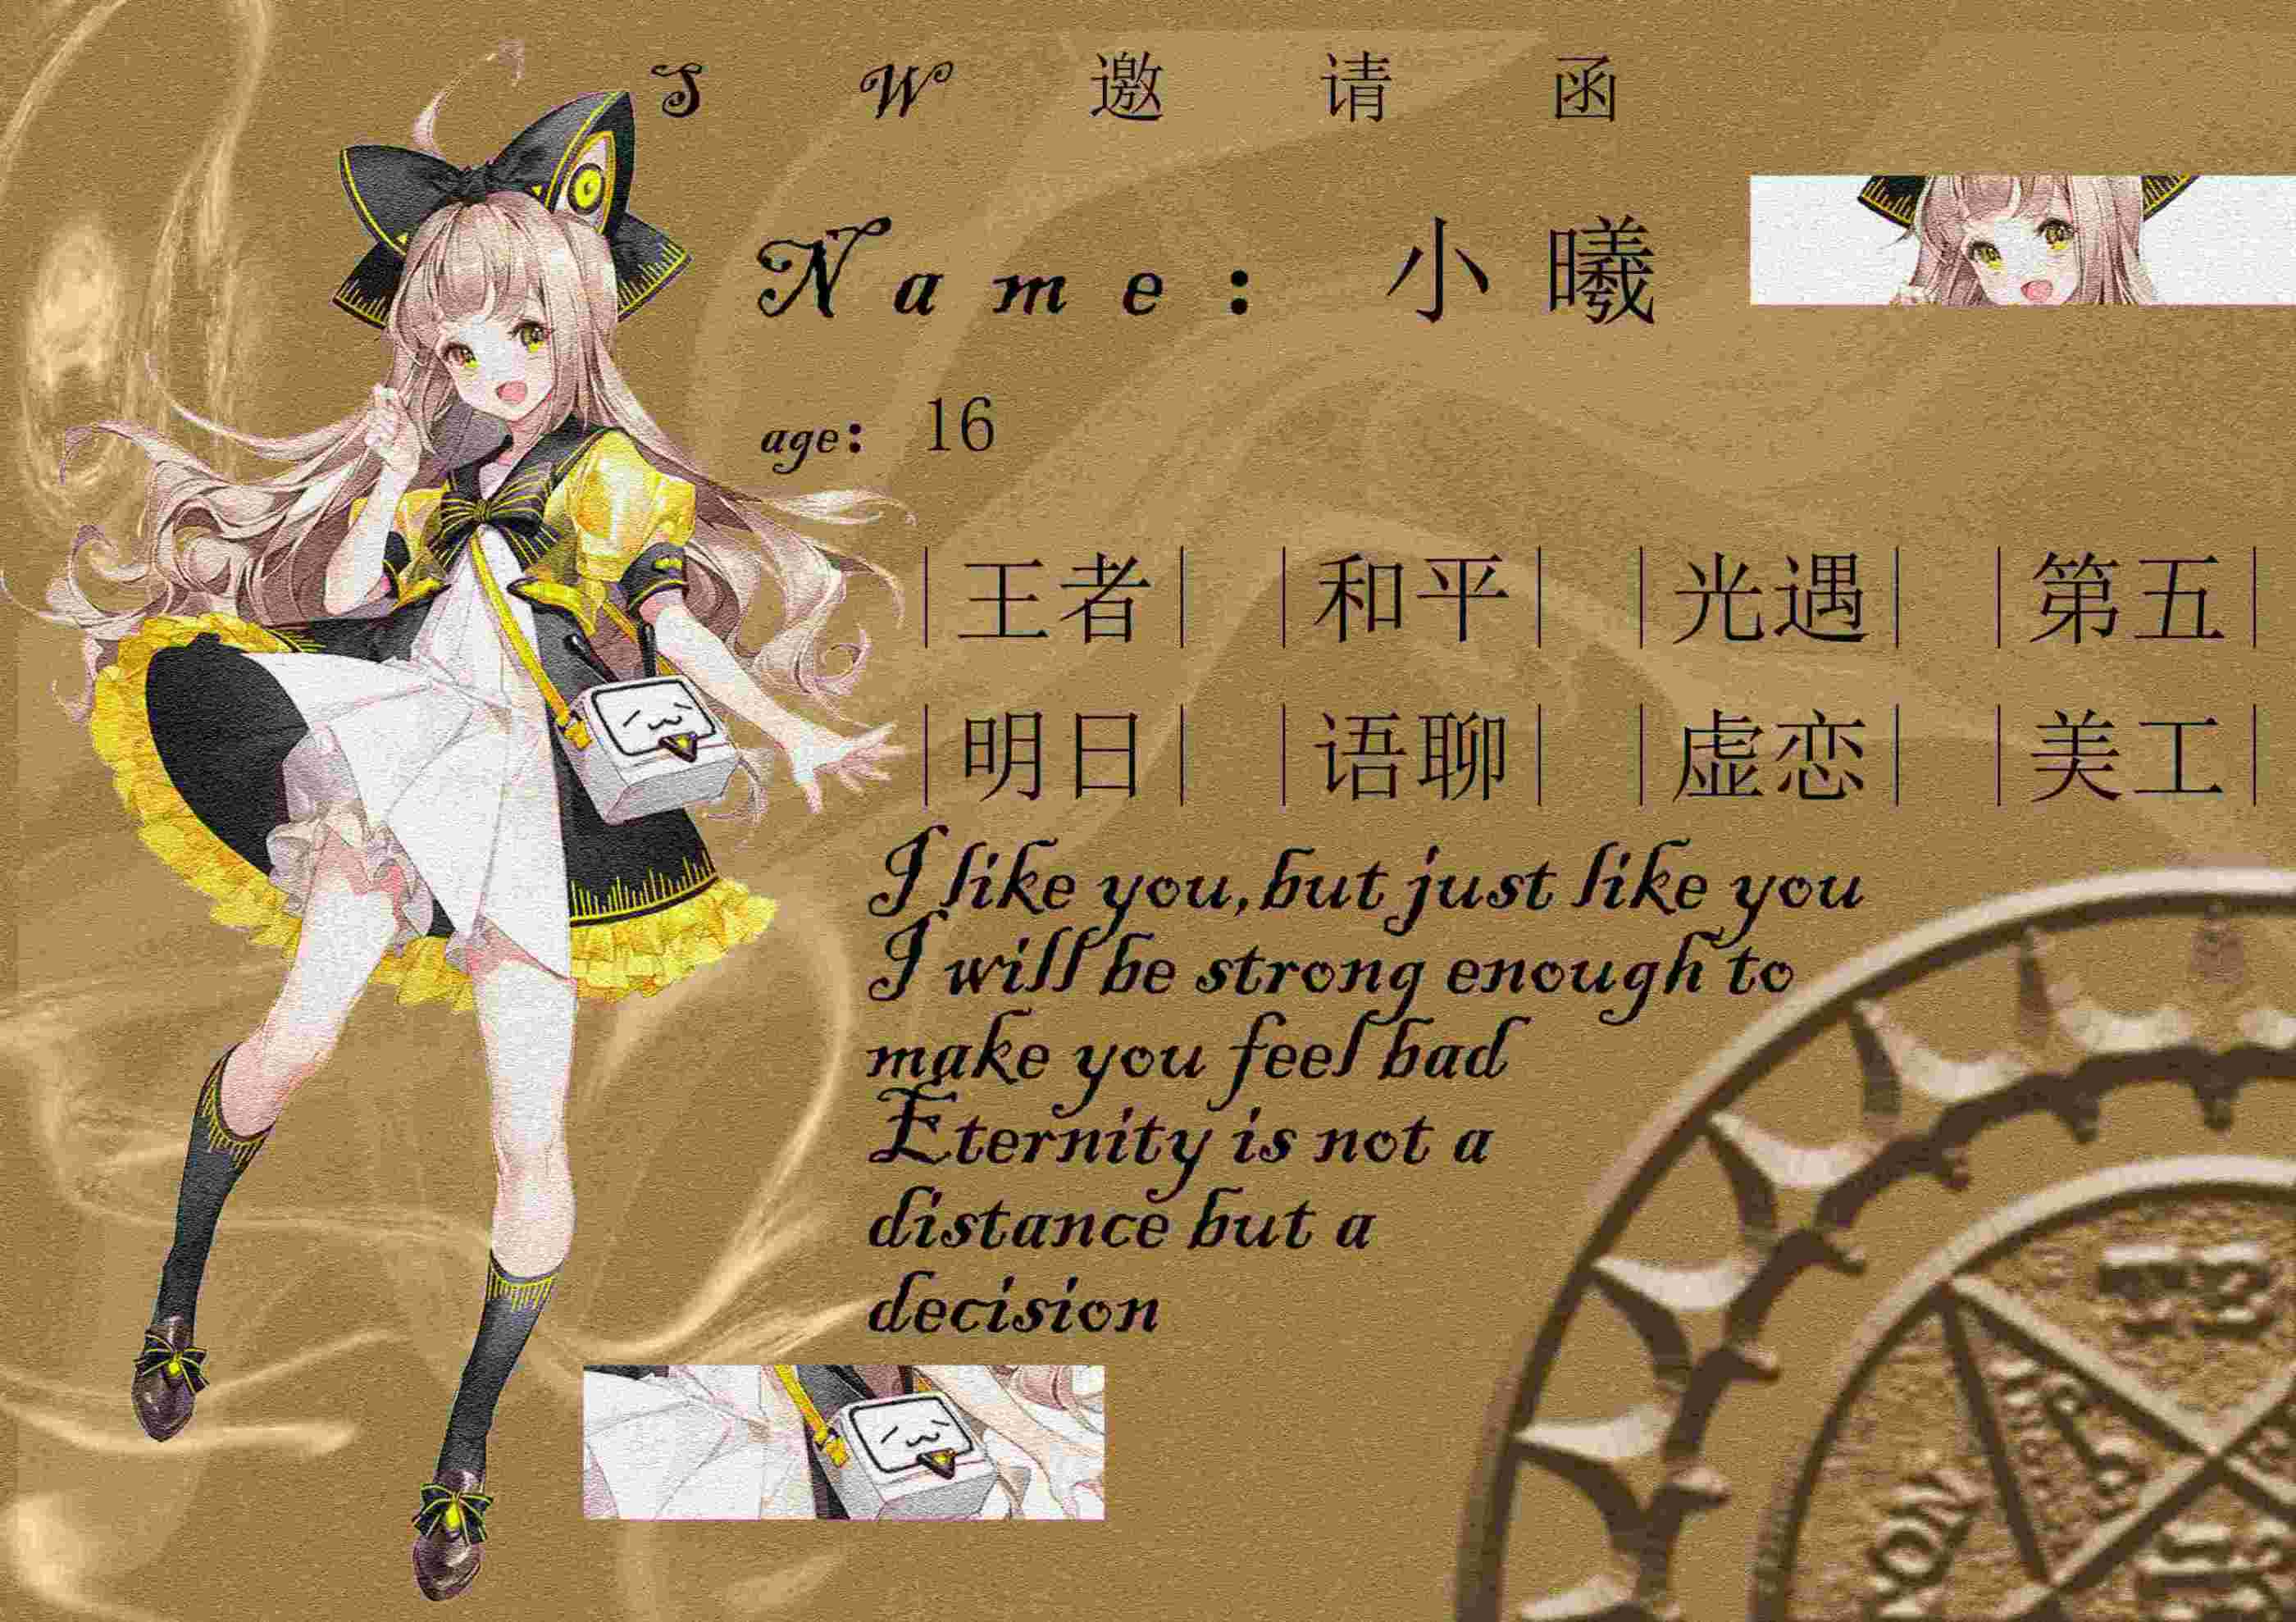 S W 邀 请 函
Name: 小曦
age: 16
|王者| |和平| |光遇| |第五|
|明日| |语聊| |虚恋| |美工|
I like you,but just like you
I will be strong enough to
make you feel bad
Eternity is not a
distance but a
decision